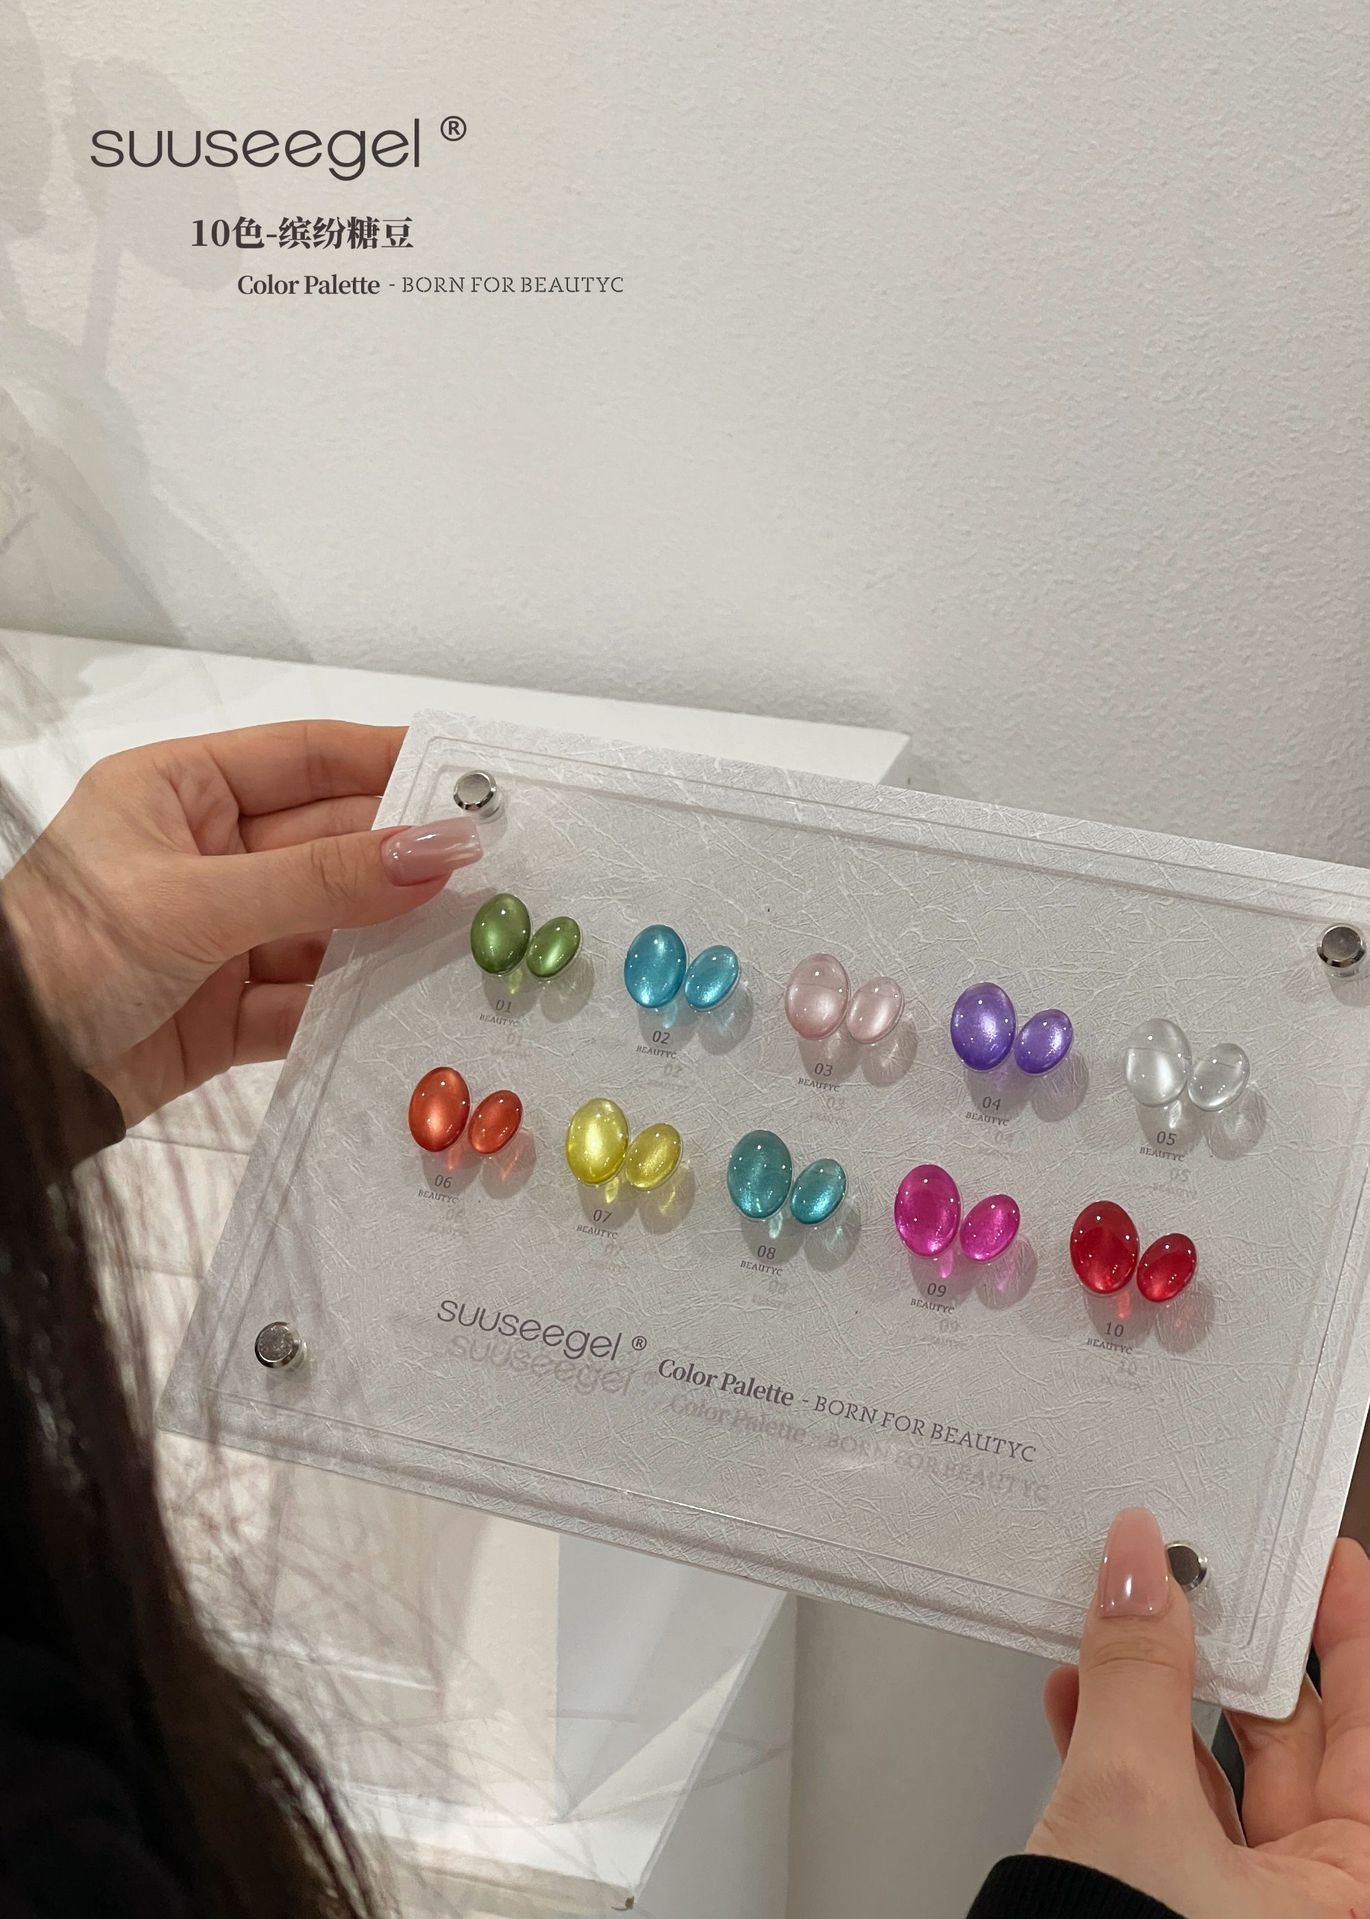 suuseegel ®
10色-缤纷糖豆
Color Palette - BORN FOR BEAUTYC
01
BEAUTYC
02
BEAUTYC
03
BEAUTYC
04
BEAUTYC
05
BEAUTYC
06
BEAUTYC
07
BEAUTYC
08
BEAUTYC
09
BEAUTYC
10
BEAUTYC
suuseegel ® Color Palette - BORN FOR BEAUTYC